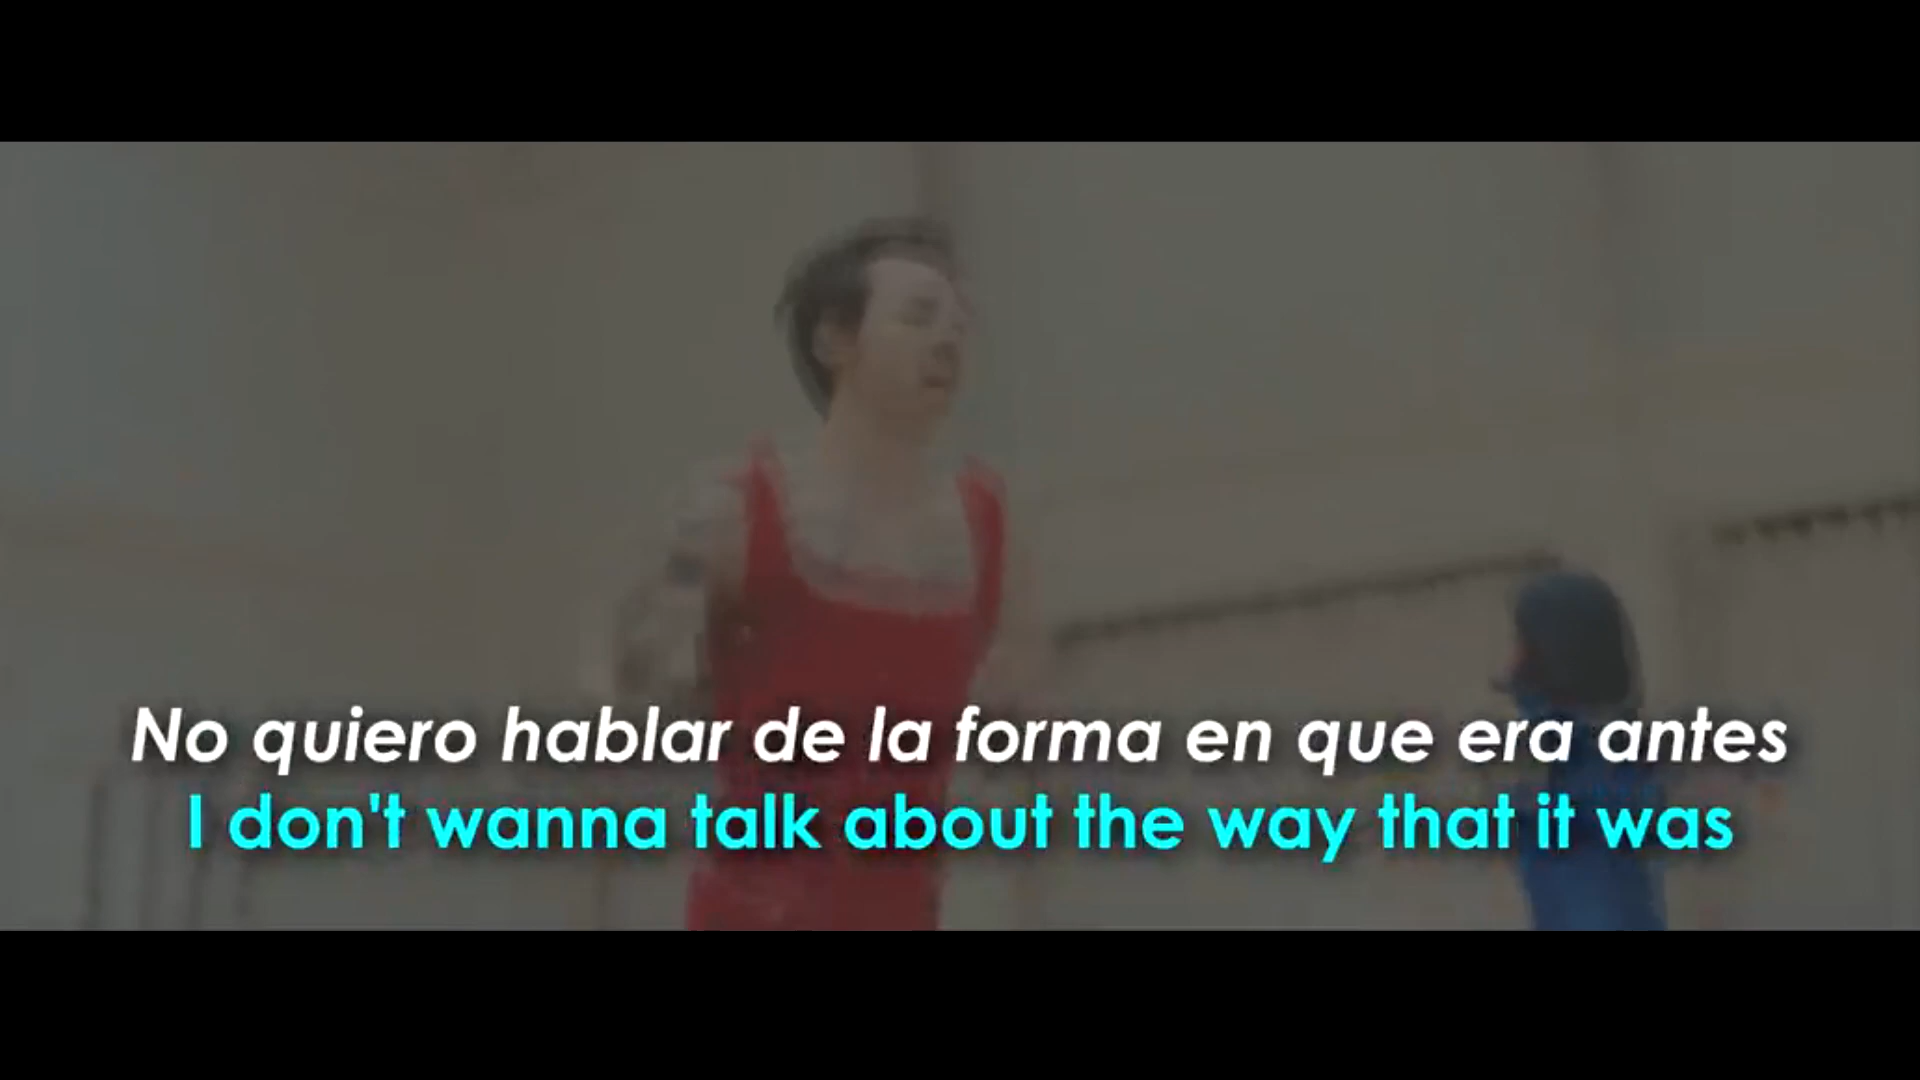 No quiero hablar de la forma en que era antes
I don't wanna talk about the way that it was